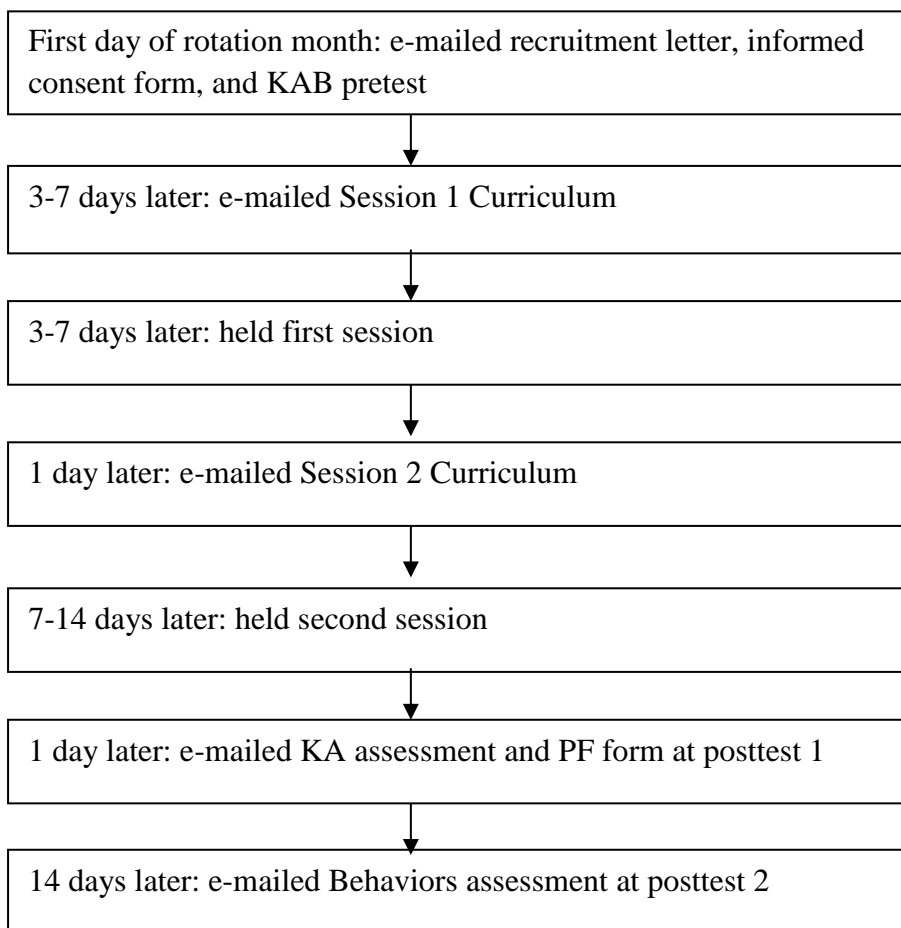 First day of rotation month: e-mailed recruitment letter, informed
consent form, and KAB pretest
3-7 days later: e-mailed Session 1 Curriculum
3-7 days later: held first session
1 day later: e-mailed Session 2 Curriculum
7-14 days later: held second session
1 day later: e-mailed KA assessment and PF form at posttest 1
14 days later: e-mailed Behaviors assessment at posttest 2